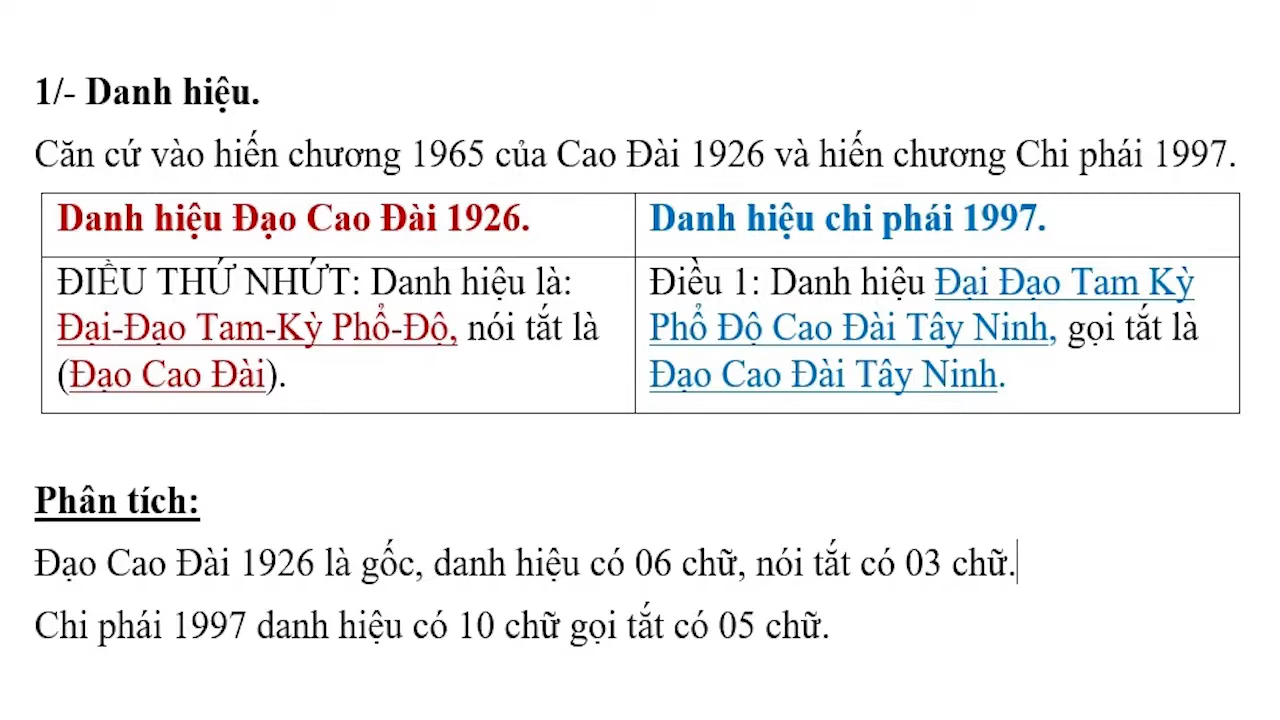 1/- Danh hiệu.
Căn cứ vào hiến chương 1965 của Cao Đài 1926 và hiến chương Chi phái 1997.
Danh hiệu Đạo Cao Đài 1926.
ĐIỀU THỨ NHỨT: Danh hiệu là:
Đại-Đạo Tam-Kỳ Phổ-Độ, nói tắt là
(Đạo Cao Đài).
Danh hiệu chi phái 1997.
Điều 1: Danh hiệu Đại Đạo Tam Kỳ
Phổ Độ Cao Đài Tây Ninh, gọi tắt là
Đạo Cao Đài Tây Ninh.
Phân tích:
Đạo Cao Đài 1926 là gốc, danh hiệu có 06 chữ, nói tắt có 03 chữ.
Chi phái 1997 danh hiệu có 10 chữ gọi tắt có 05 chữ.